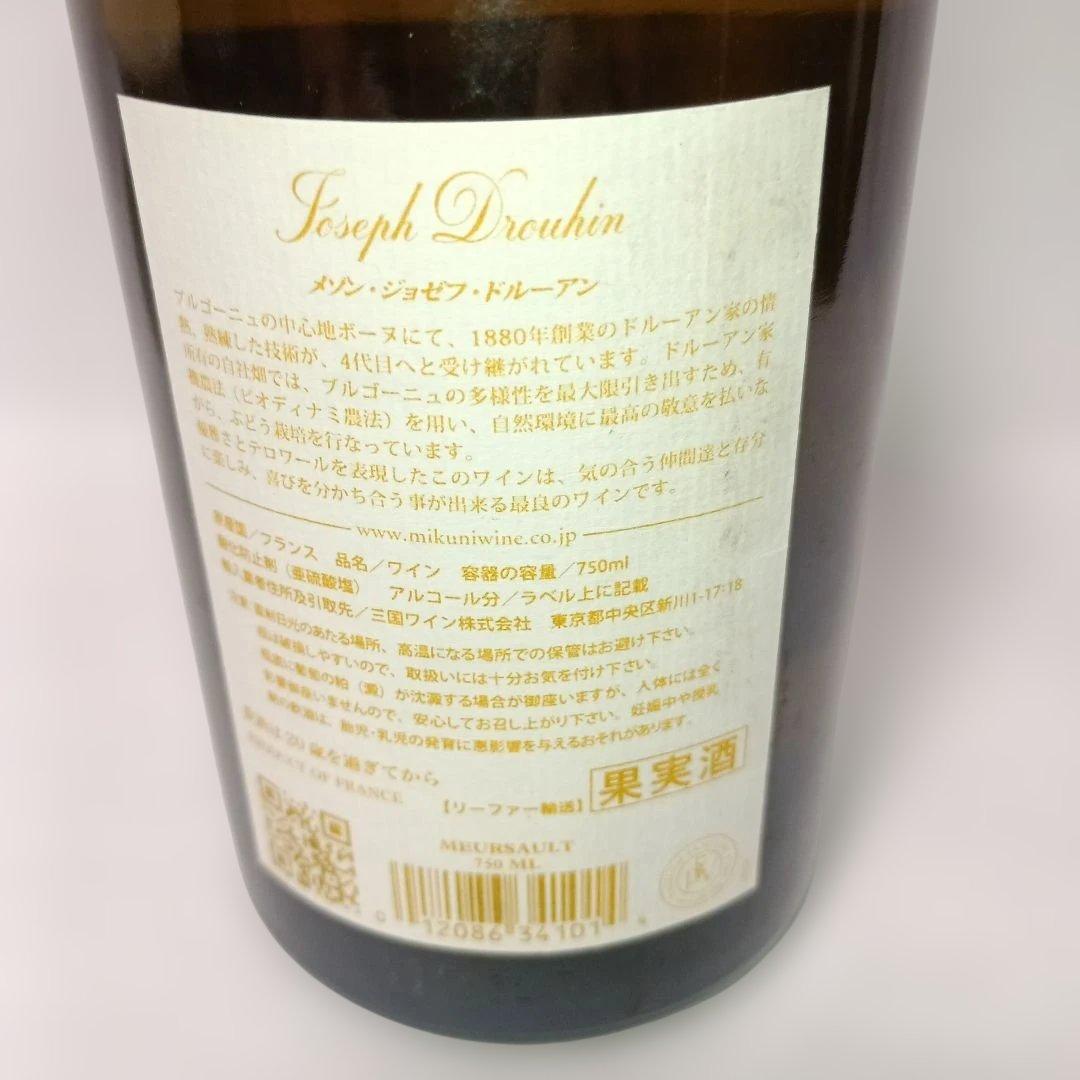 Joseph Drouhin
メゾン・ジョゼフ・ドルーアン
ブルゴーニュの中心地ボーヌにて、1880年創業のドルーアン家の情
熱、熟練した技術が、4代目へと受け継がれています。ドルーアン家
所有の自社畑では、ブルゴーニュの多様性を最大限引き出すため、有
機農法（ビオディナミ農法）を用い、自然環境に最高の敬意を払いな
がら、ぶどう栽培を行なっています。
優雅さとテロワールを表現したこのワインは、気の合う仲間達と存分
に楽しみ、喜びを分かち合う事が出来る最良のワインです。
www.mikuniwine.co.jp
原産国／フランス 品名／ワイン 容器の容量／750ml
酸化防止剤（亜硫酸塩） アルコール分／ラベル上に記載
輸入業者住所及引取先／三国ワイン株式会社 東京都中央区新川1-17-18
注意:直射日光のあたる場所、高温になる場所での保管はお避け下さい。
瓶は破損しやすいので、取扱いには十分お気を付け下さい。
瓶底に葡萄の粕（澱）が沈澱する場合が御座いますが、人体には全く
影響御座いませんので、安心してお召し上がり下さい。妊娠中や授乳
期の飲酒は、胎児・乳児の発育に悪影響を与えるおそれがあります。
飲酒は20歳を過ぎてから
PRODUCT OF FRANCE
【リーファー輸送】
果実酒
MEURSAULT
750 ML
0 12086 34101 4